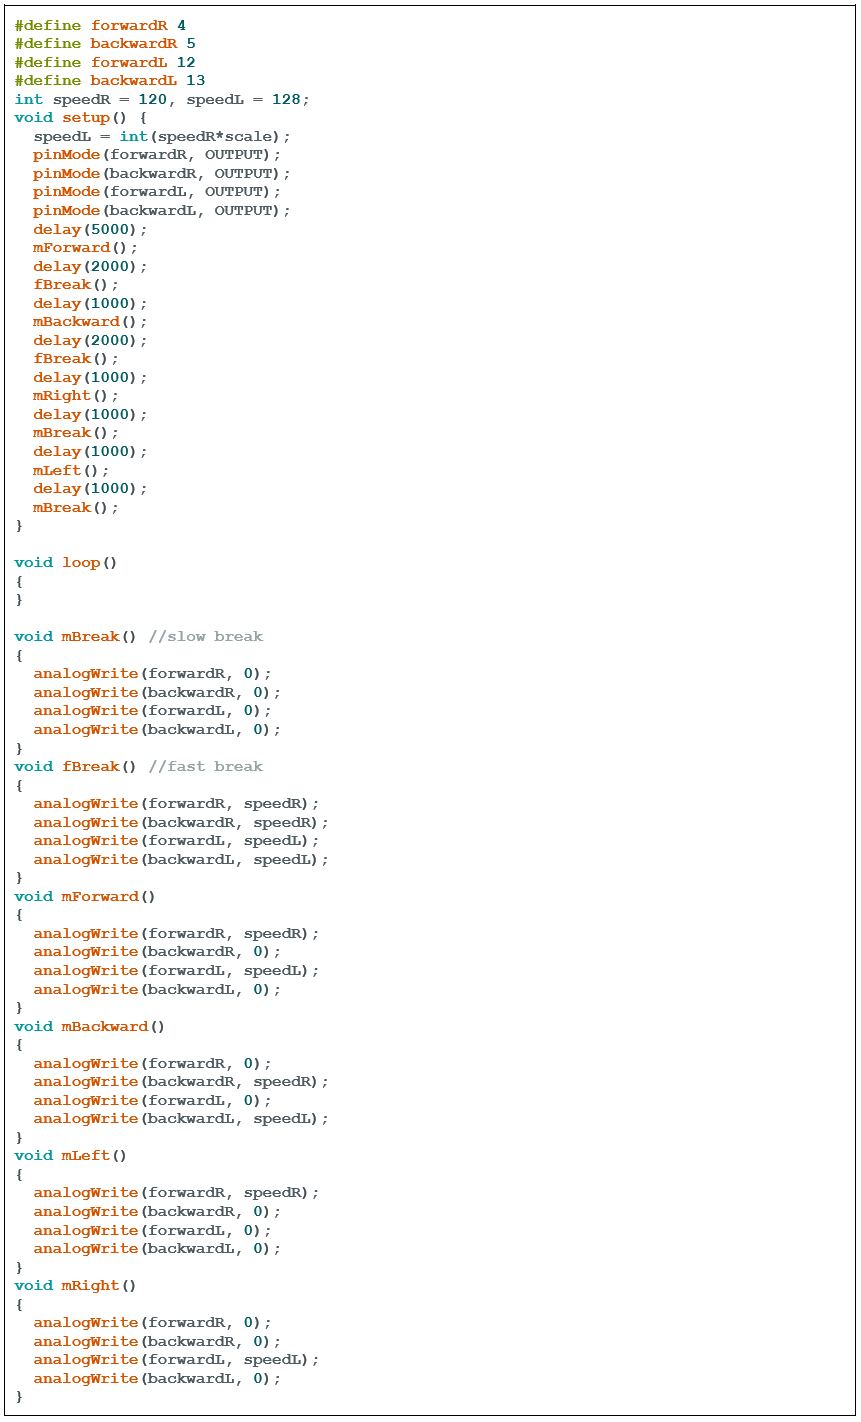 #define forwardR 4
#define backwardR 5
#define forwardL 12
#define backwardL 13
int speedR = 120, speedL = 128;
void setup() {
  speedL = int(speedR*scale);
  pinMode(forwardR, OUTPUT);
  pinMode(backwardR, OUTPUT);
  pinMode(forwardL, OUTPUT);
  pinMode(backwardL, OUTPUT);
  delay(5000);
  mForward();
  delay(2000);
  fBreak();
  delay(1000);
  mBackward();
  delay(2000);
  fBreak();
  delay(1000);
  mRight();
  delay(1000);
  mBreak();
  delay(1000);
  mLeft();
  delay(1000);
  mBreak();
}

void loop()
{
}

void mBreak() //slow break
{
  analogWrite(forwardR, 0);
  analogWrite(backwardR, 0);
  analogWrite(forwardL, 0);
  analogWrite(backwardL, 0);
}
void fBreak() //fast break
{
  analogWrite(forwardR, speedR);
  analogWrite(backwardR, speedR);
  analogWrite(forwardL, speedL);
  analogWrite(backwardL, speedL);
}
void mForward()
{
  analogWrite(forwardR, speedR);
  analogWrite(backwardR, 0);
  analogWrite(forwardL, speedL);
  analogWrite(backwardL, 0);
}
void mBackward()
{
  analogWrite(forwardR, 0);
  analogWrite(backwardR, speedR);
  analogWrite(forwardL, 0);
  analogWrite(backwardL, speedL);
}
void mLeft()
{
  analogWrite(forwardR, speedR);
  analogWrite(backwardR, 0);
  analogWrite(forwardL, 0);
  analogWrite(backwardL, 0);
}
void mRight()
{
  analogWrite(forwardR, 0);
  analogWrite(backwardR, 0);
  analogWrite(forwardL, speedL);
  analogWrite(backwardL, 0);
}